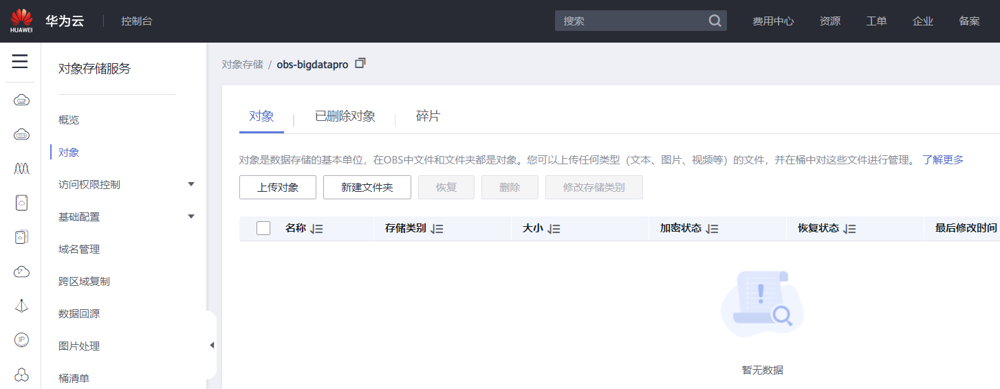 HUAWEI 华为云 控制台 搜索 费用中心 资源 工单 企业 备案
对象存储服务
概览
对象
访问权限控制
基础配置
域名管理
跨区域复制
数据回源
图片处理
桶清单
IP
对象存储 / obs-bigdatapro
对象 已删除对象 碎片
对象是数据存储的基本单位，在OBS中文件和文件夹都是对象。您可以上传任何类型（文本、图片、视频等）的文件，并在桶中对这些文件进行管理。 了解更多
上传对象 新建文件夹 恢复 删除 修改存储类别
名称 存储类别 大小 加密状态 恢复状态 最后修改时间
暂无数据